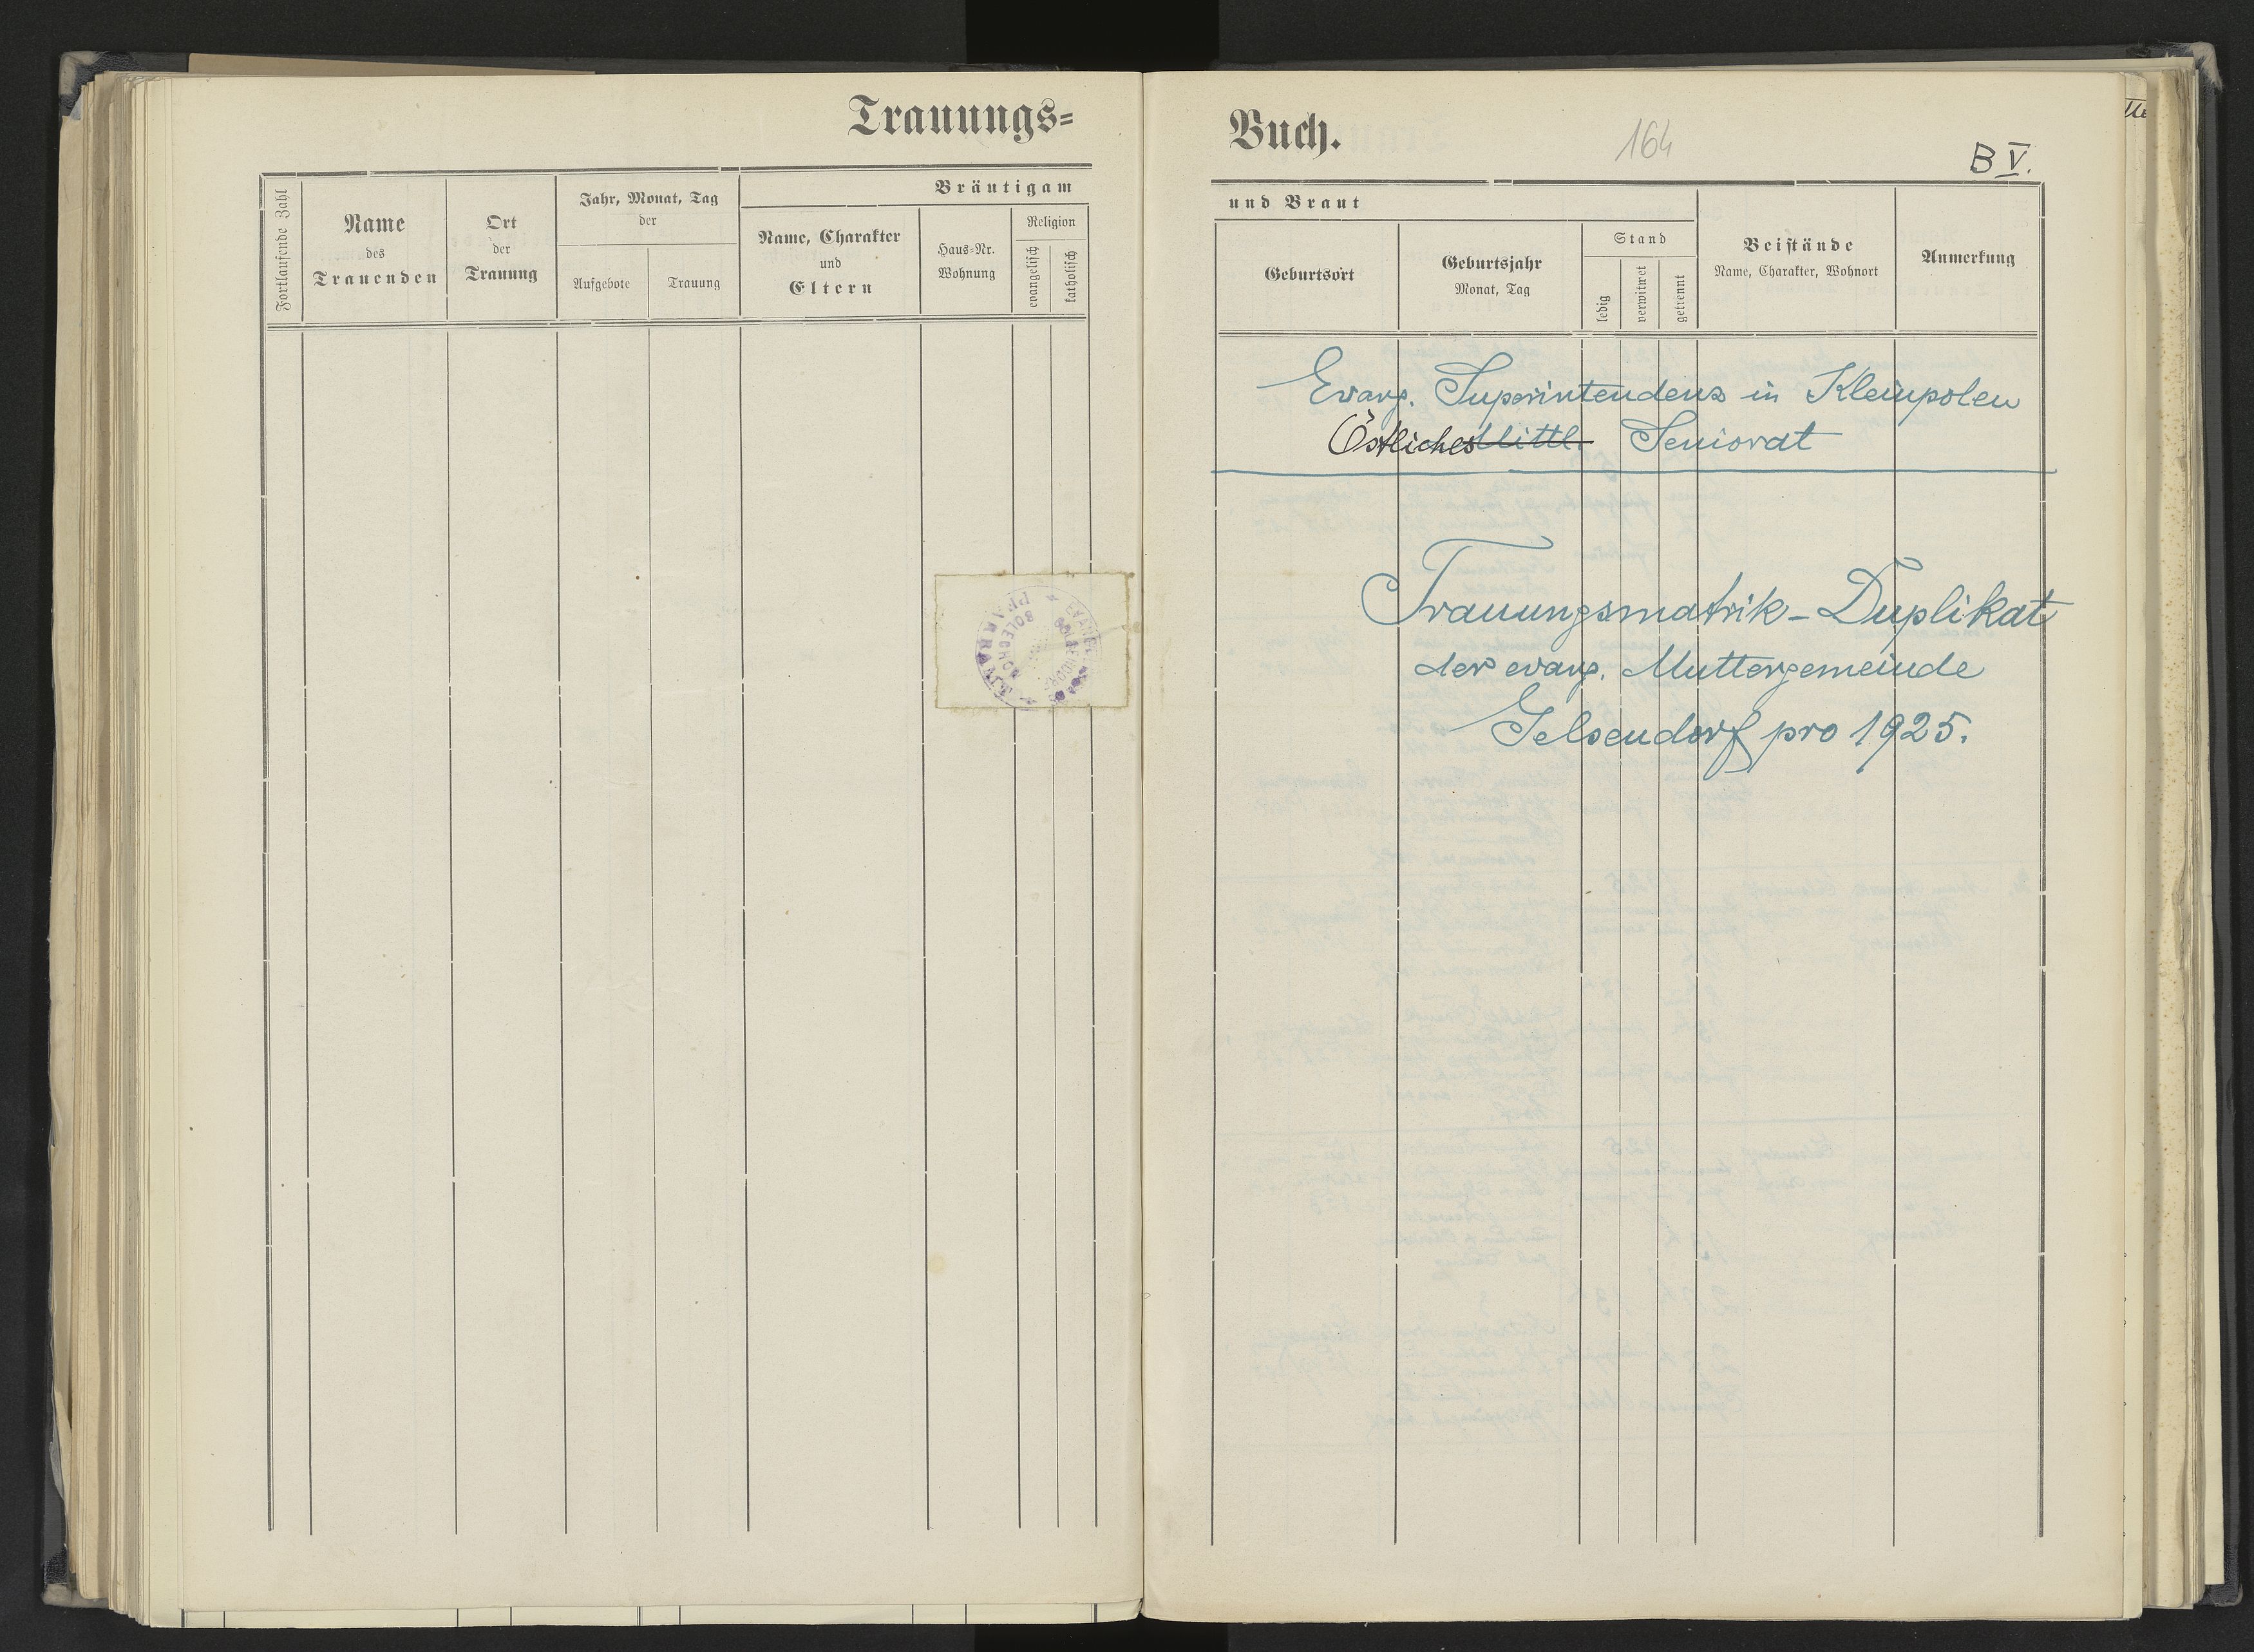 Trauungs=
Fortlaufende Zahl
Name
des
Trauenden
Ort
der
Trauung
Jahr, Monat, Tag
der
Aufgebote
Trauung
Bräutigam
Name, Charakter
und
Eltern
Haus-Nr.
Wohnung
Religion
evangelisch
katholisch
BOLECHÓW
Buch.
164
B V.
und Braut
Geburtsort
Geburtsjahr
Monat, Tag
Stand
ledig
verwitwet
getrennt
Beistände
Name, Charakter, Wohnort
Anmerkung
Evang. Superintendenz in Kleinpolen
Östliches Mittl. Seniorat
Trauungsmatrik-Duplikat
der evang. Muttergemeinde
Gelsendorf pro 1925.